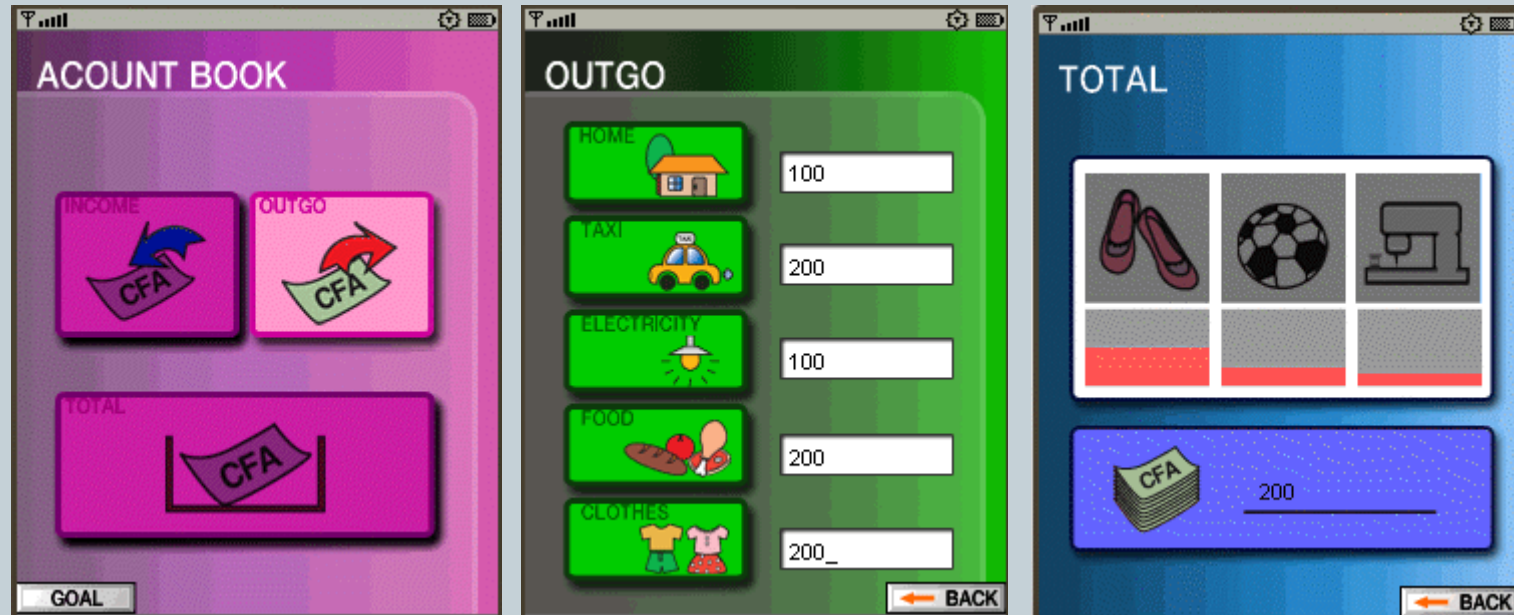 ACOUNT BOOK
INCOME
OUTGO
CFA
CFA
TOTAL
CFA
GOAL
OUTGO
HOME
100
TAXI
TAXI
200
ELECTRICITY
100
FOOD
200
CLOTHES
200_
BACK
TOTAL
CFA
200
BACK